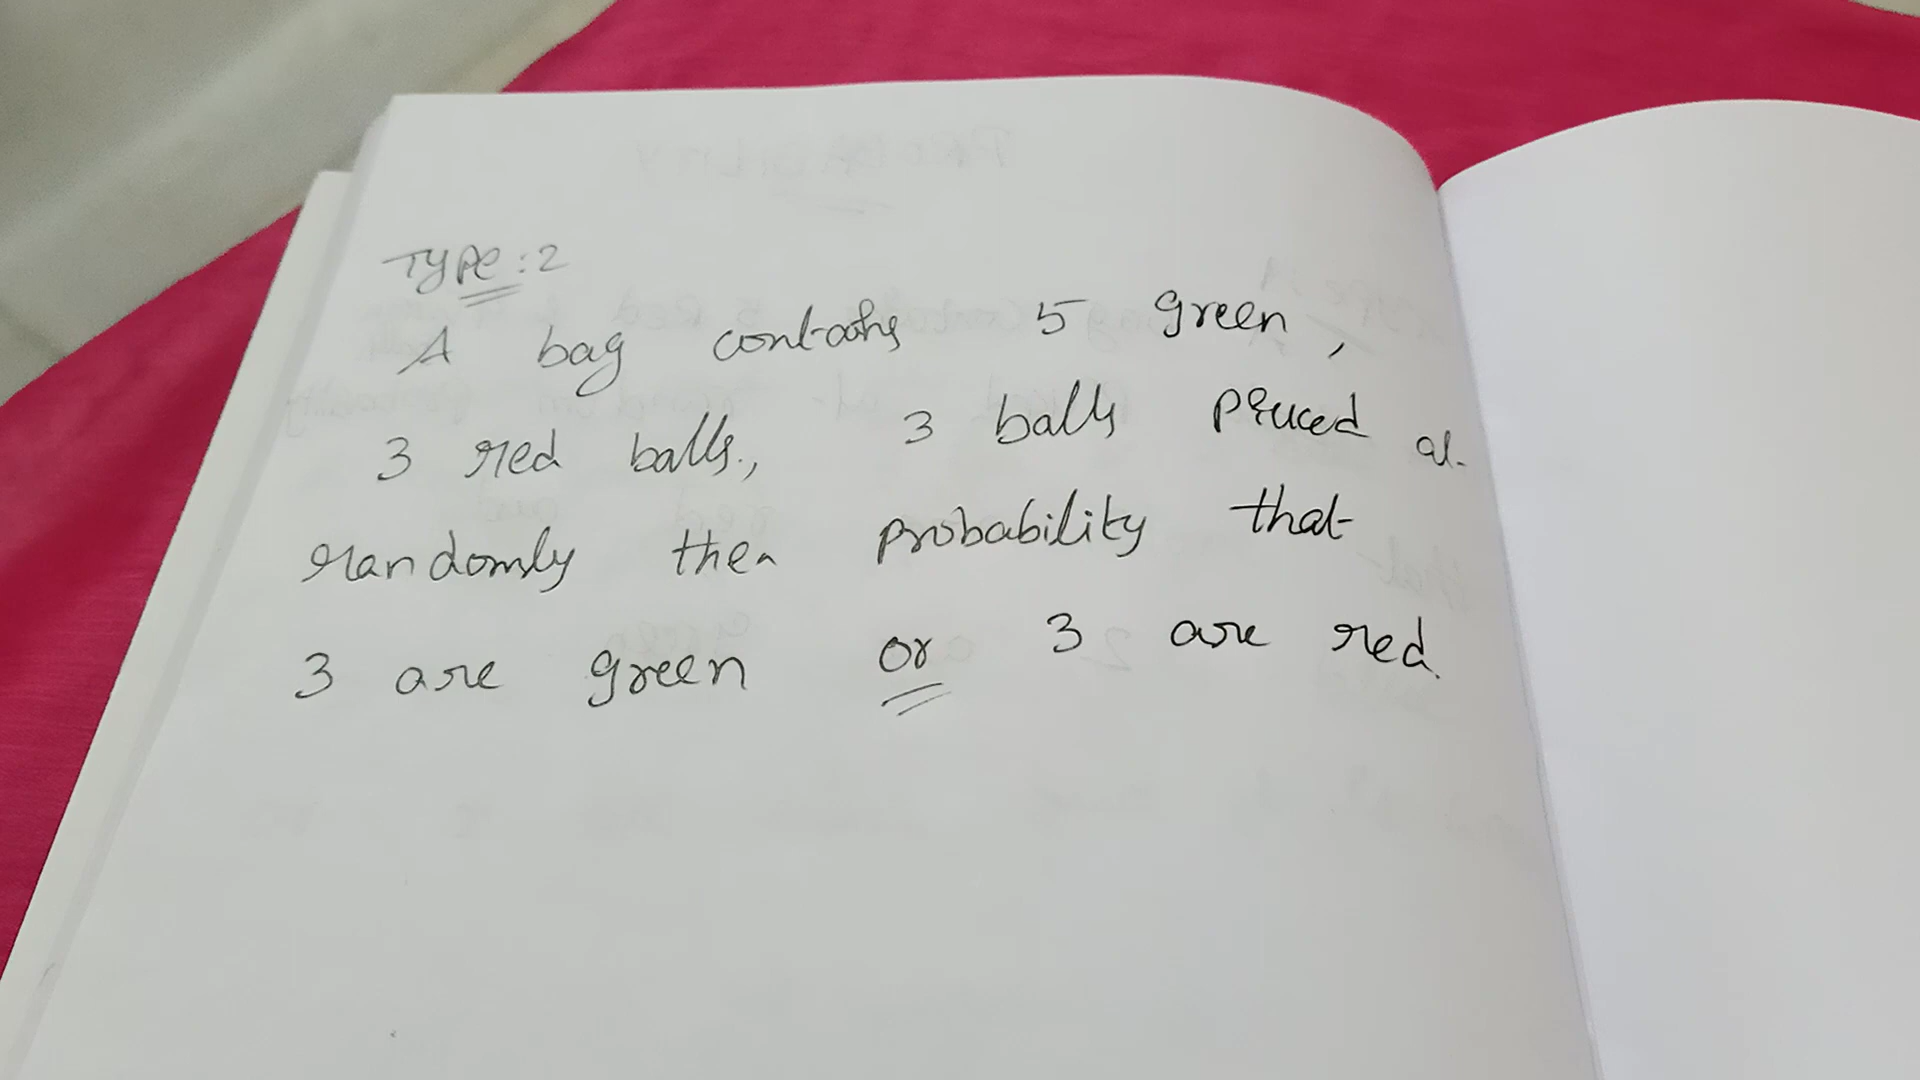 Type: 2
A bag contains 5 green,
3 red balls., 3 balls picked at
randomly then probability that
3 are green or 3 are red.